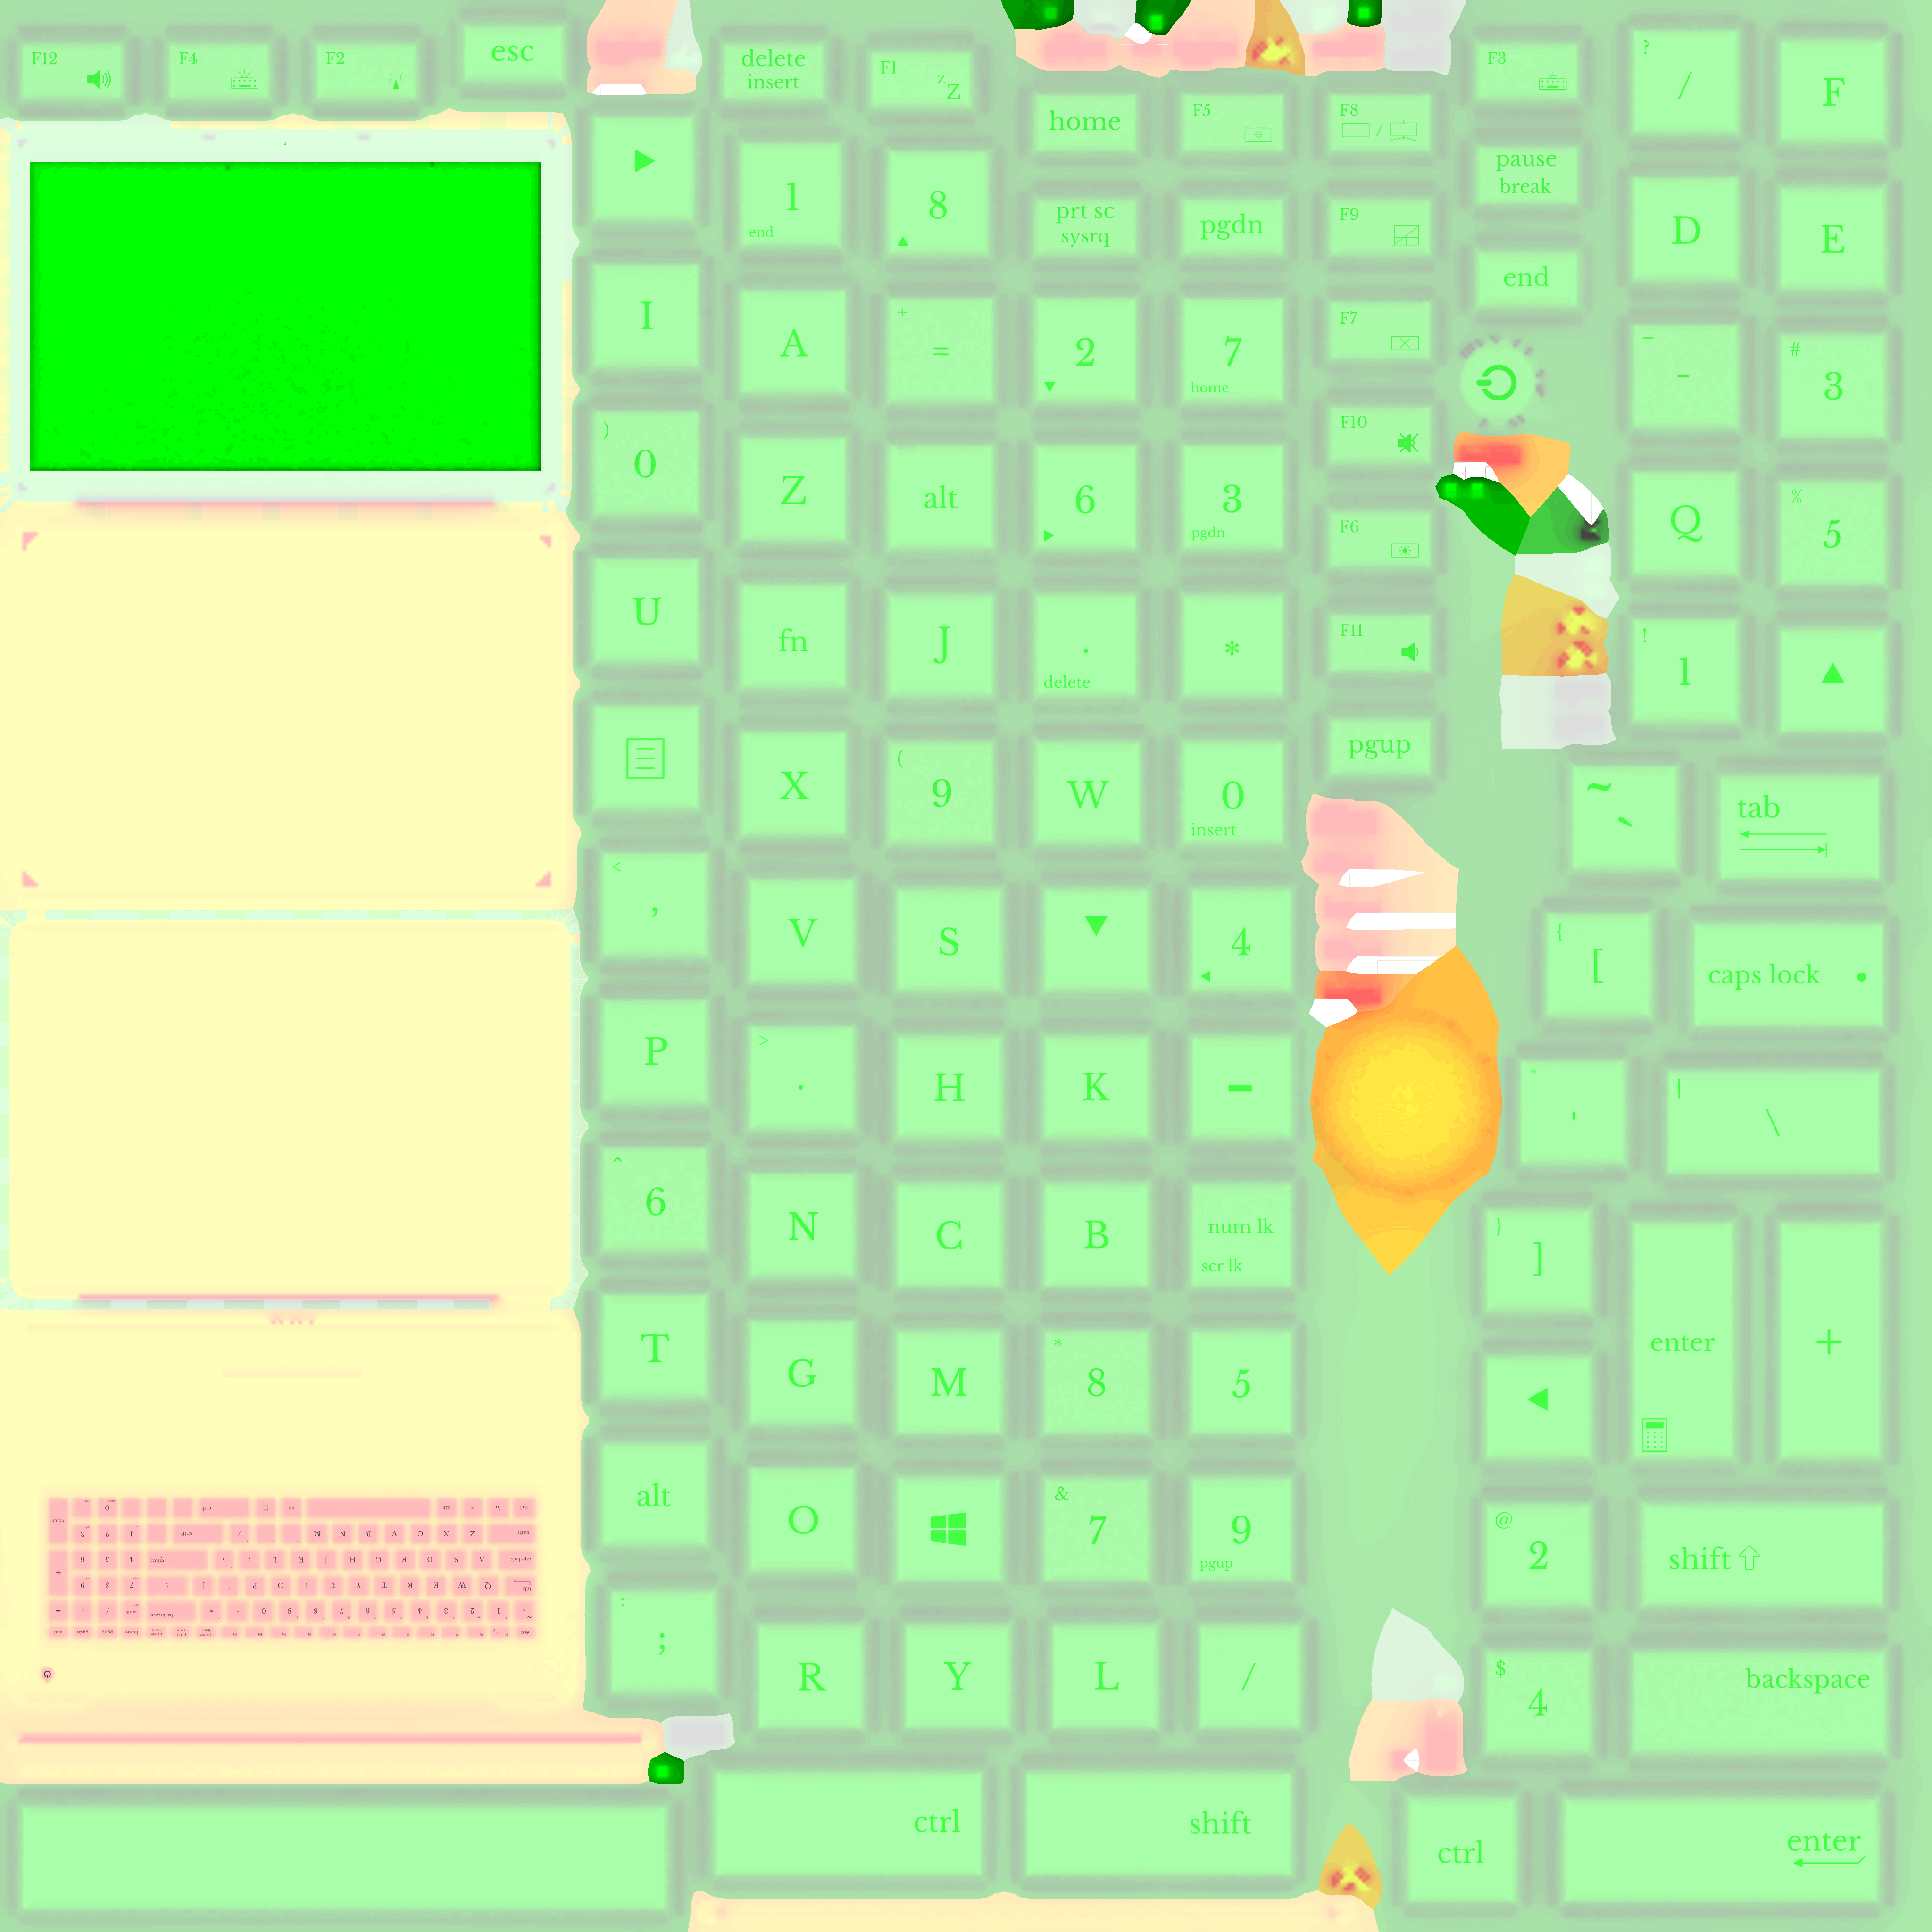 F12
F4
F2
esc
delete
insert
F1
zZ
home
F5
F8
/
F3
?
/
F
pause
break
1
end
8
prt sc
sysrq
pgdn
F9
D
E
end
I
A
+
=
2
7
home
F7
_
-
#
3
)
0
Z
alt
6
3
pgdn
F10
F6
Q
%
5
U
fn
J
.
delete
*
F11
!
1
X
(
9
W
0
insert
pgup
~
`
tab
<
,
V
S
4
{
[
caps lock
P
>
.
H
K
-
"
'
|
\
^
6
N
C
B
num lk
scr lk
}
]
enter
+
T
G
M
*
8
5
alt
O
&
7
9
pgup
@
2
shift
:
;
R
Y
L
/
$
4
backspace
ctrl
shift
ctrl
enter